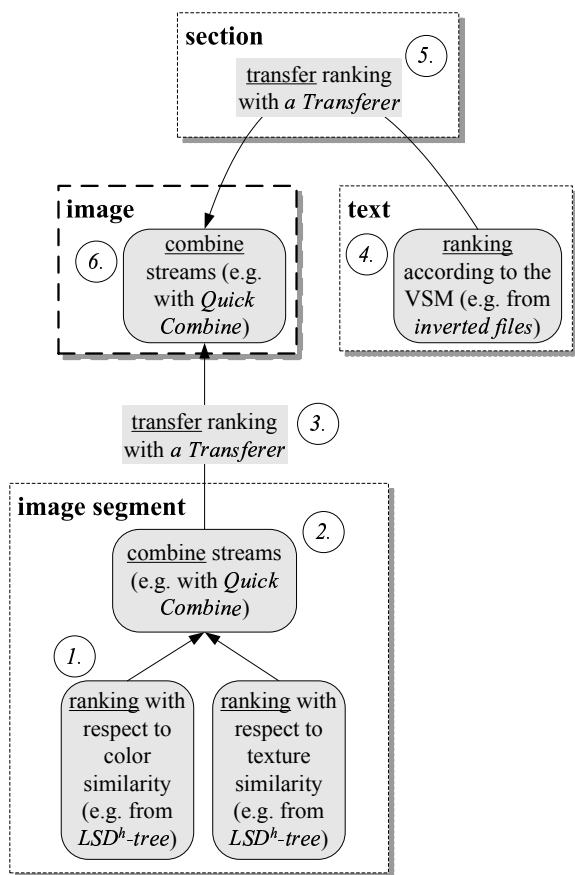 section
5.
transfer ranking
with a Transferer
image
6.
combine
streams (e.g.
with Quick
Combine)
text
4.
ranking
according to the
VSM (e.g. from
inverted files)
transfer ranking
with a Transferer
3.
image segment
2.
combine streams
(e.g. with Quick
Combine)
1.
ranking with
respect to
color
similarity
(e.g. from
LSDʰ-tree)
ranking with
respect to
texture
similarity
(e.g. from
LSDʰ-tree)